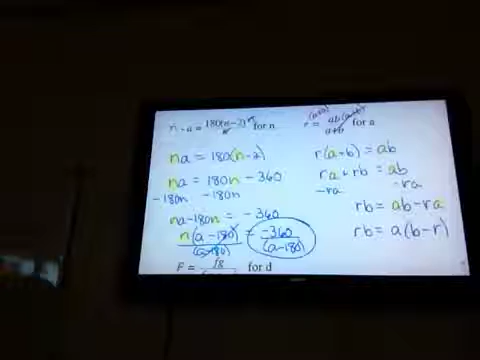 n · a = 180(n-2) n for n
na = 180(n-2)
na = 180n - 360
-180n -180n
na-180n = -360
n(a-180) = -360
(a-180) (a-180)
r = ab(a+b) for a
a+b
r(a+b) = ab
ra + rb = ab
-ra -ra
rb = ab-ra
rb = a(b-r)
F = fg for d